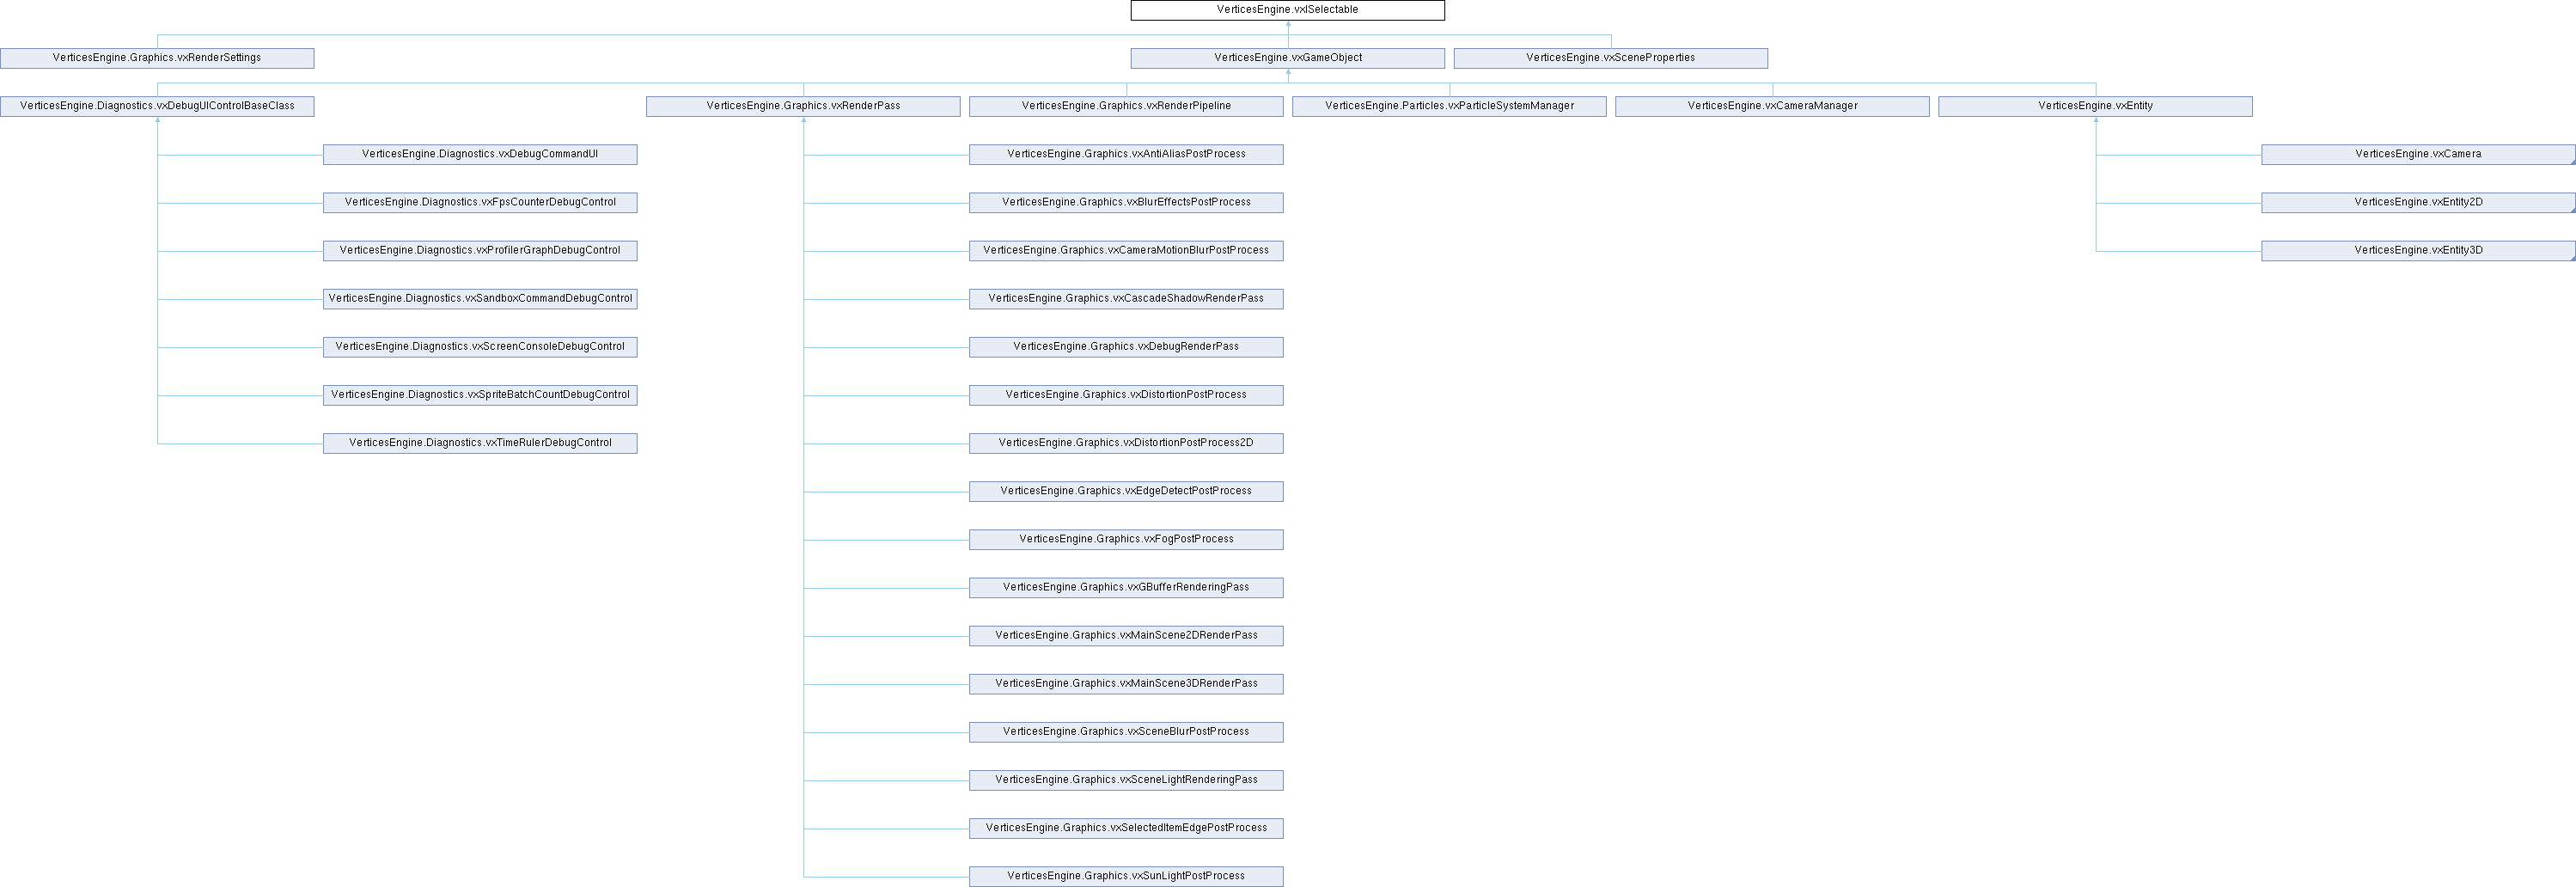 VerticesEngine.vxISelectable
VerticesEngine.Graphics.vxRenderSettings
VerticesEngine.vxGameObject
VerticesEngine.vxSceneProperties
VerticesEngine.Diagnostics.vxDebugUIControlBaseClass
VerticesEngine.Graphics.vxRenderPass
VerticesEngine.Graphics.vxRenderPipeline
VerticesEngine.Particles.vxParticleSystemManager
VerticesEngine.vxCameraManager
VerticesEngine.vxEntity
VerticesEngine.Diagnostics.vxDebugCommandUI
VerticesEngine.Graphics.vxAntiAliasPostProcess
VerticesEngine.vxCamera
VerticesEngine.Diagnostics.vxFpsCounterDebugControl
VerticesEngine.Graphics.vxBlurEffectsPostProcess
VerticesEngine.vxEntity2D
VerticesEngine.Diagnostics.vxProfilerGraphDebugControl
VerticesEngine.Graphics.vxCameraMotionBlurPostProcess
VerticesEngine.vxEntity3D
VerticesEngine.Diagnostics.vxSandboxCommandDebugControl
VerticesEngine.Graphics.vxCascadeShadowRenderPass
VerticesEngine.Diagnostics.vxScreenConsoleDebugControl
VerticesEngine.Graphics.vxDebugRenderPass
VerticesEngine.Diagnostics.vxSpriteBatchCountDebugControl
VerticesEngine.Graphics.vxDistortionPostProcess
VerticesEngine.Diagnostics.vxTimeRulerDebugControl
VerticesEngine.Graphics.vxDistortionPostProcess2D
VerticesEngine.Graphics.vxEdgeDetectPostProcess
VerticesEngine.Graphics.vxFogPostProcess
VerticesEngine.Graphics.vxGBufferRenderingPass
VerticesEngine.Graphics.vxMainScene2DRenderPass
VerticesEngine.Graphics.vxMainScene3DRenderPass
VerticesEngine.Graphics.vxSceneBlurPostProcess
VerticesEngine.Graphics.vxSceneLightRenderingPass
VerticesEngine.Graphics.vxSelectedItemEdgePostProcess
VerticesEngine.Graphics.vxSunLightPostProcess